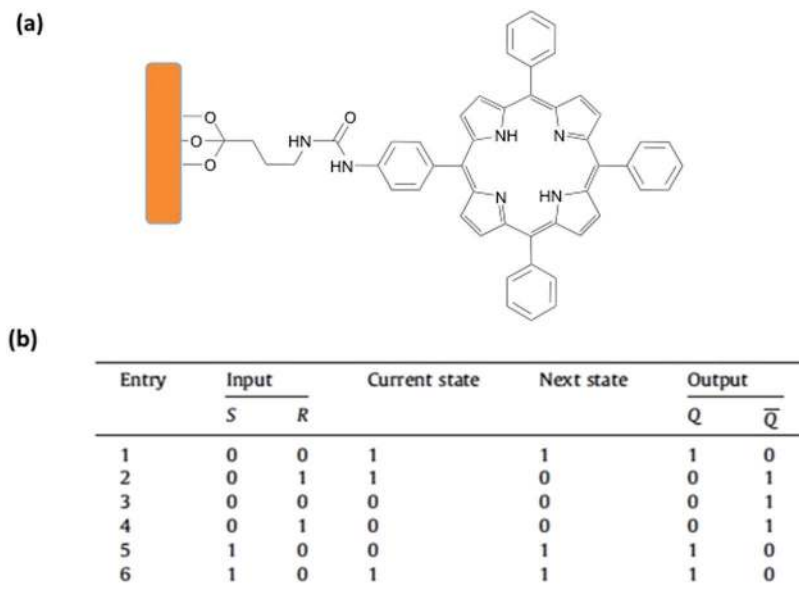 (a)
O
O
O
HN
O
HN
NH
N
N
HN
(b)
Entry Input Current state Next state Output
S R Q Q̅
1 0 0 1 1 1 0
2 0 1 1 0 0 1
3 0 0 0 0 0 1
4 0 1 0 0 0 1
5 1 0 0 1 1 0
6 1 0 1 1 1 0